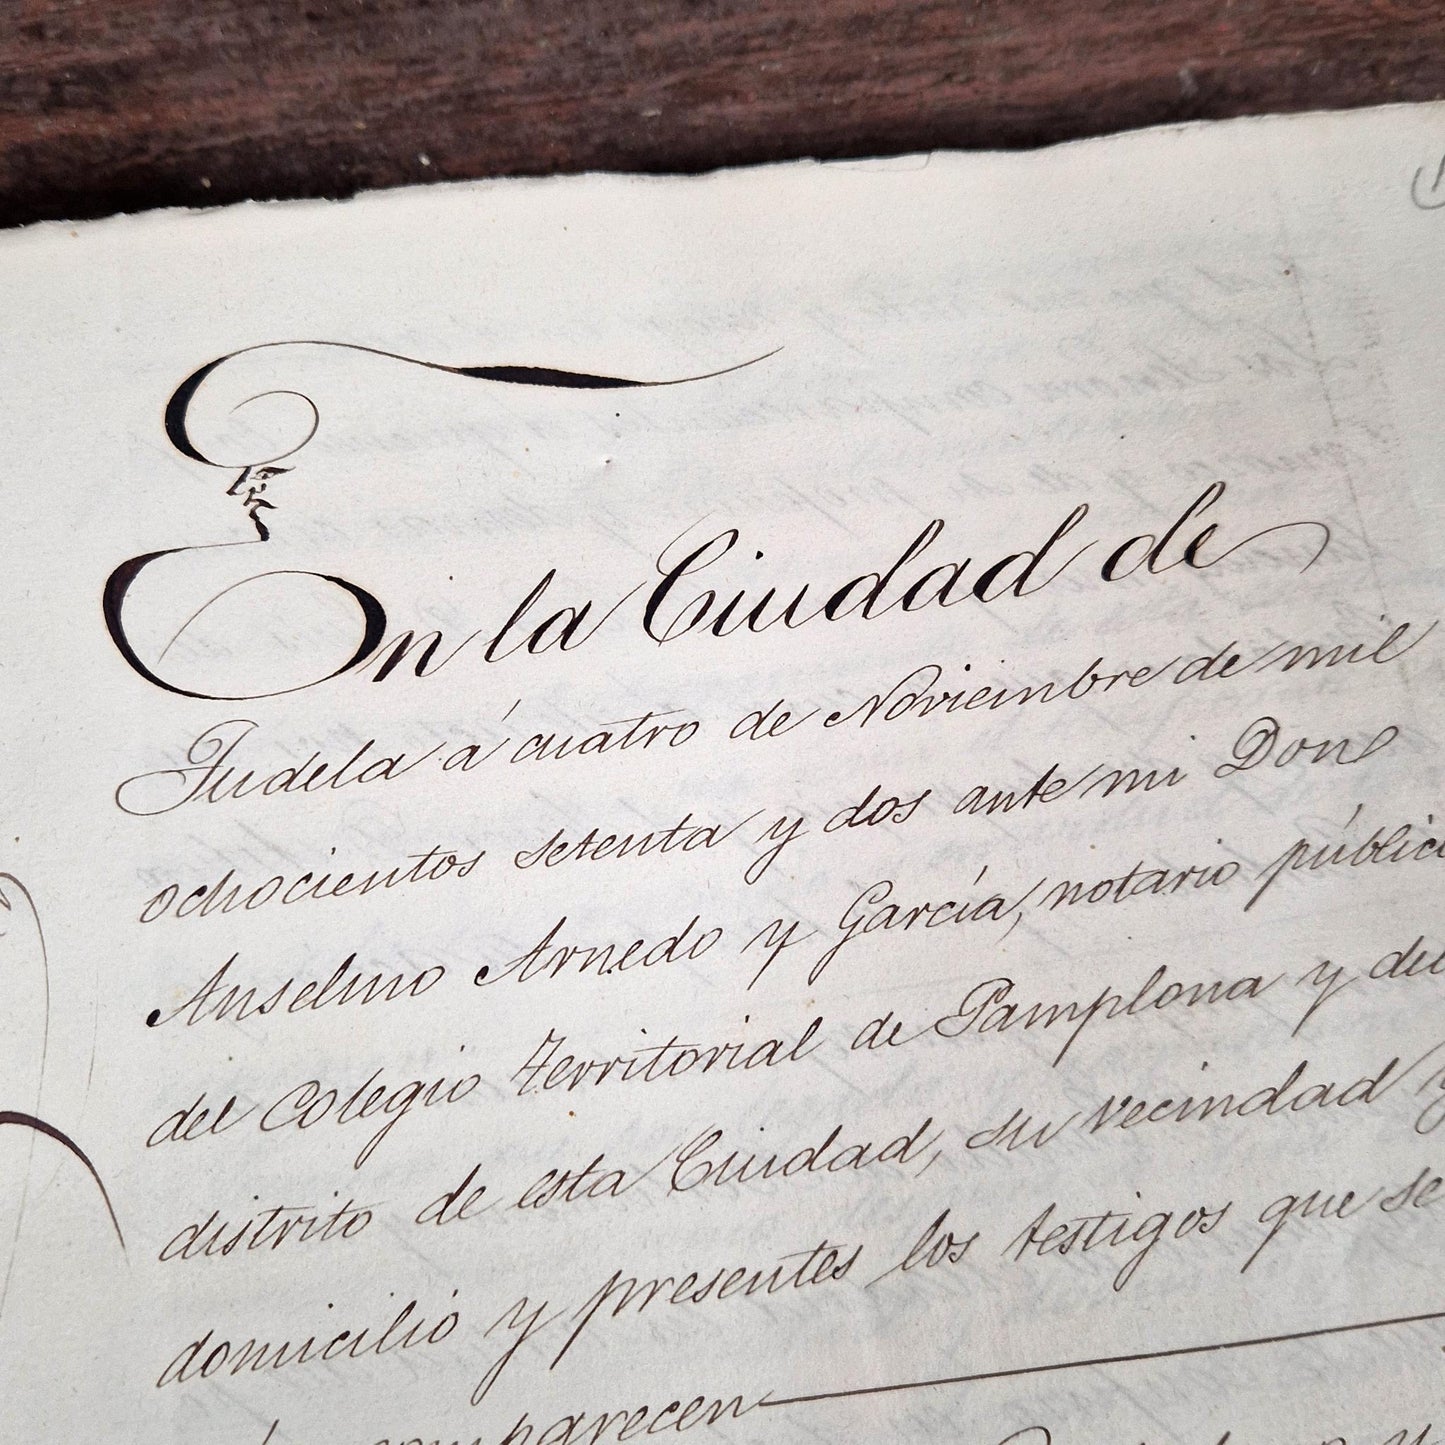 En la Ciudad de
Tudela á cuatro de Noviembre de mil
ochocientos setenta y dos ante mi Don
Anselmo Arnedo y García, notario público
del Colegio territorial de Pamplona y del
distrito de esta Ciudad, su vecindad y
domicilio y presentes los testigos que se
comparecen